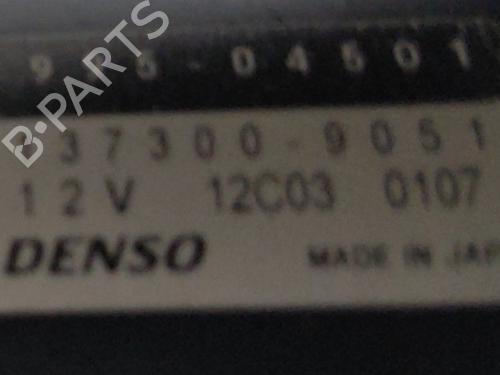 B-PARTS
37300-9051
12V 12C03 0107
DENSO MADE IN JAP